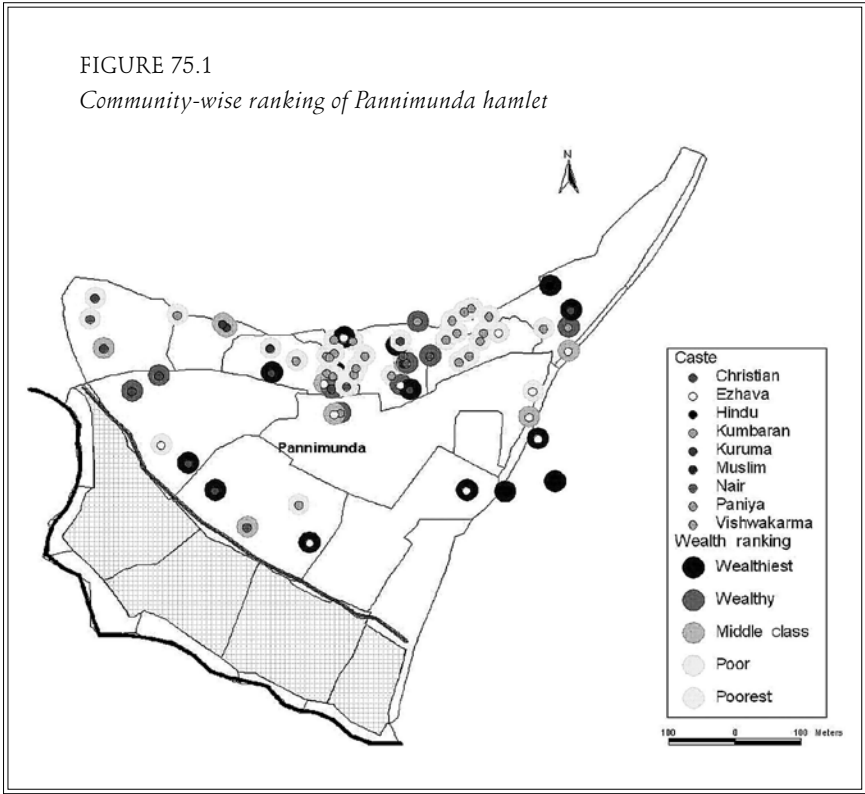 FIGURE 75.1
Community-wise ranking of Pannimunda hamlet
N
Pannimunda
Caste
Christian
Ezhava
Hindu
Kumbaran
Kuruma
Muslim
Nair
Paniya
Vishwakarma
Wealth ranking
Wealthiest
Wealthy
Middle class
Poor
Poorest
100 0 100 Meters